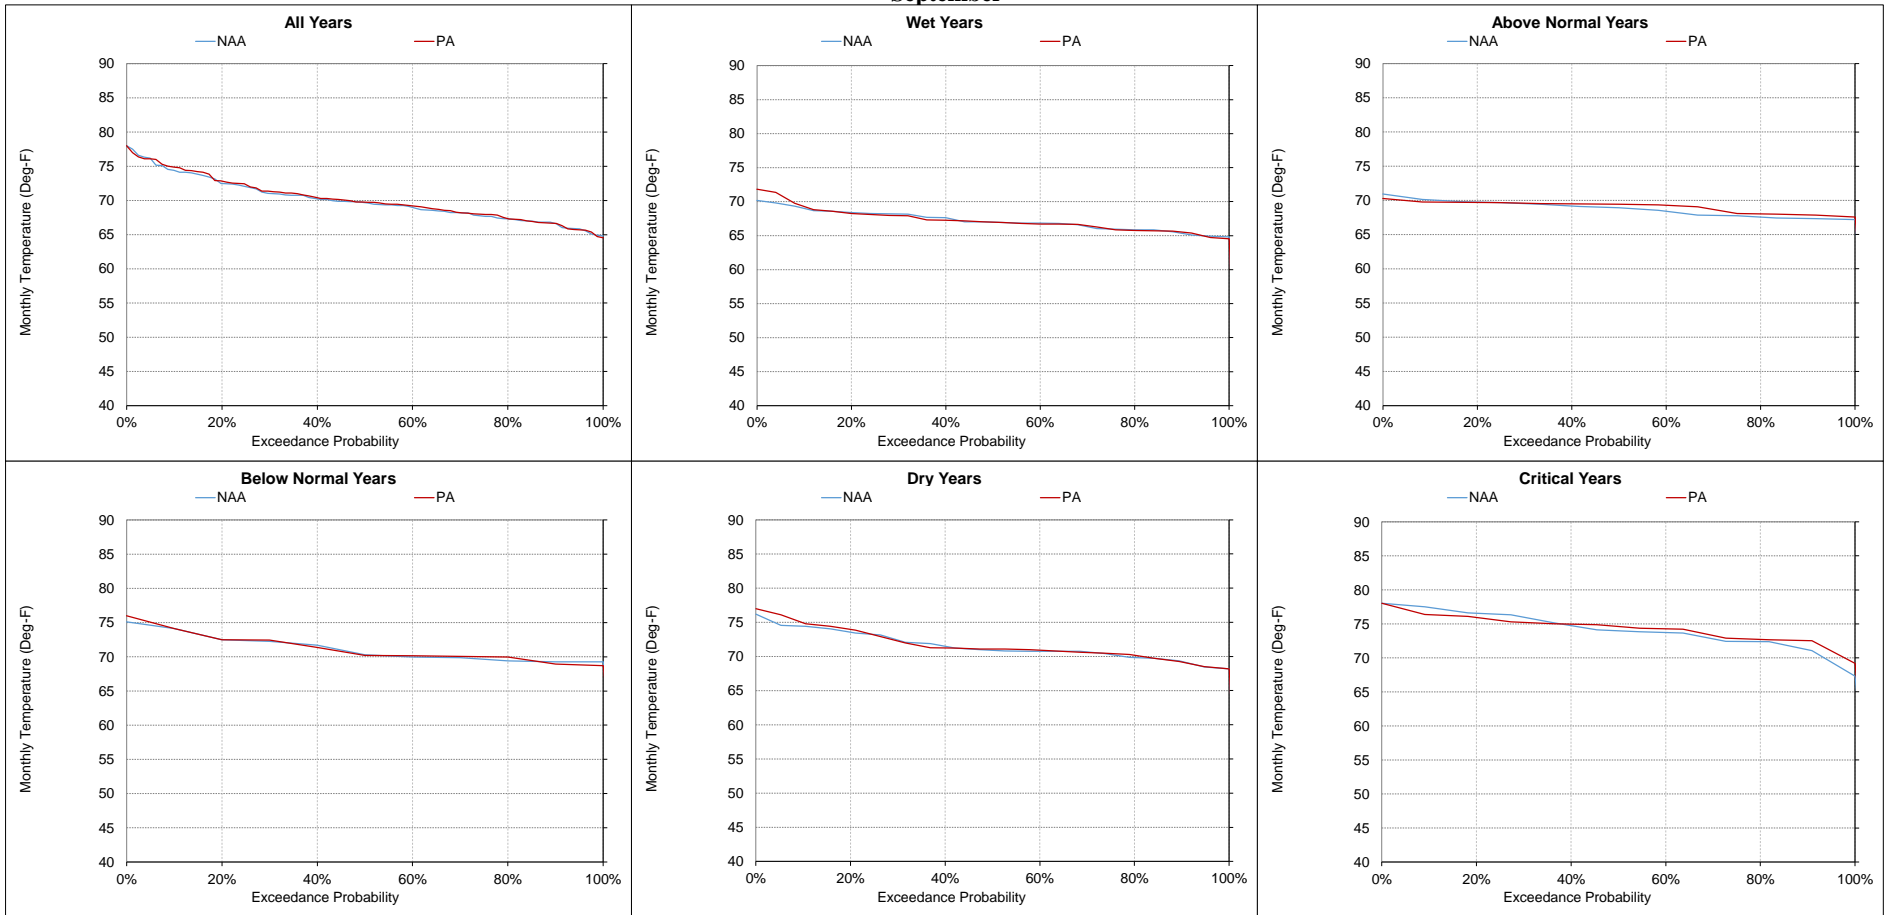 September
All Years
NAA PA
90
85
80
75
70
65
60
55
50
45
40
0% 20% 40% 60% 80% 100%
Monthly Temperature (Deg-F)
Exceedance Probability
Wet Years
NAA PA
90
85
80
75
70
65
60
55
50
45
40
0% 20% 40% 60% 80% 100%
Monthly Temperature (Deg-F)
Exceedance Probability
Above Normal Years
NAA PA
90
85
80
75
70
65
60
55
50
45
40
0% 20% 40% 60% 80% 100%
Monthly Temperature (Deg-F)
Exceedance Probability
Below Normal Years
NAA PA
90
85
80
75
70
65
60
55
50
45
40
0% 20% 40% 60% 80% 100%
Monthly Temperature (Deg-F)
Exceedance Probability
Dry Years
NAA PA
90
85
80
75
70
65
60
55
50
45
40
0% 20% 40% 60% 80% 100%
Monthly Temperature (Deg-F)
Exceedance Probability
Critical Years
NAA PA
90
85
80
75
70
65
60
55
50
45
40
0% 20% 40% 60% 80% 100%
Monthly Temperature (Deg-F)
Exceedance Probability